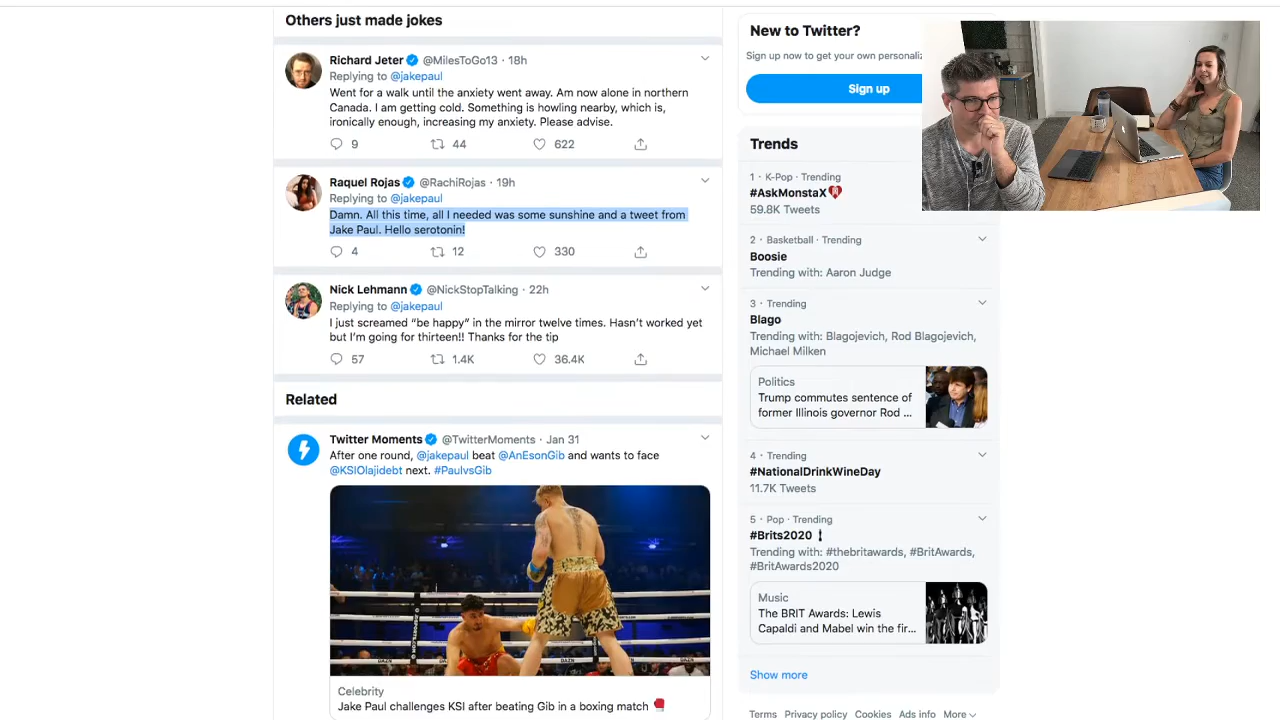 Others just made jokes
Richard Jeter @MilesToGo13 · 18h
Replying to @jakepaul
Went for a walk until the anxiety went away. Am now alone in northern
Canada. I am getting cold. Something is howling nearby, which is,
ironically enough, increasing my anxiety. Please advise.
9 44 622
Raquel Rojas @RachiRojas · 19h
Replying to @jakepaul
Damn. All this time, all I needed was some sunshine and a tweet from
Jake Paul. Hello serotonin!
4 12 330
Nick Lehmann @NickStopTalking · 22h
Replying to @jakepaul
I just screamed “be happy” in the mirror twelve times. Hasn’t worked yet
but I’m going for thirteen!! Thanks for the tip
57 1.4K 36.4K
Related
Twitter Moments @TwitterMoments · Jan 31
After one round, @jakepaul beat @AnEsonGib and wants to face
@KSIOlajidebt next. #PaulvsGib
DAZN
Celebrity
Jake Paul challenges KSI after beating Gib in a boxing match
New to Twitter?
Sign up now to get your own
Sign up
Trends
1 · K-Pop · Trending
#AskMonstaX
59.8K Tweets
2 · Basketball · Trending
Boosie
Trending with: Aaron Judge
3 · Trending
Blago
Trending with: Blagojevich, Rod Blagojevich,
Michael Milken
Politics
Trump commutes sentence of
former Illinois governor Rod ...
4 · Trending
#NationalDrinkWineDay
11.7K Tweets
5 · Pop · Trending
#Brits2020
Trending with: #thebritawards, #BritAwards,
#BritAwards2020
Music
The BRIT Awards: Lewis
Capaldi and Mabel win the fir...
Show more
Terms Privacy policy Cookies Ads info More